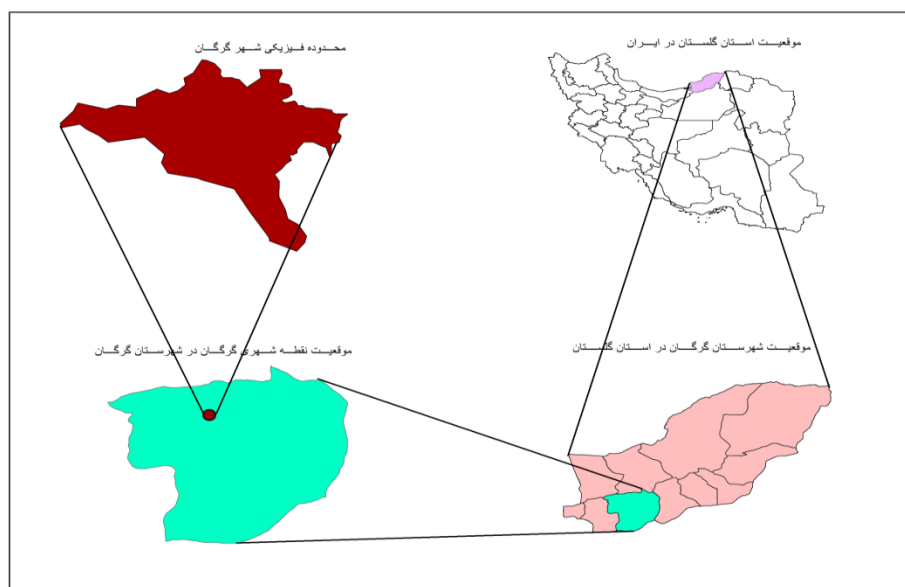 موقعیت استان گلستان در ایران
محدوده فیزیکی شهر گرگان
موقعیت شهرستان گرگان در استان گلستان
موقعیت نقطه شهری گرگان در شهرستان گرگان